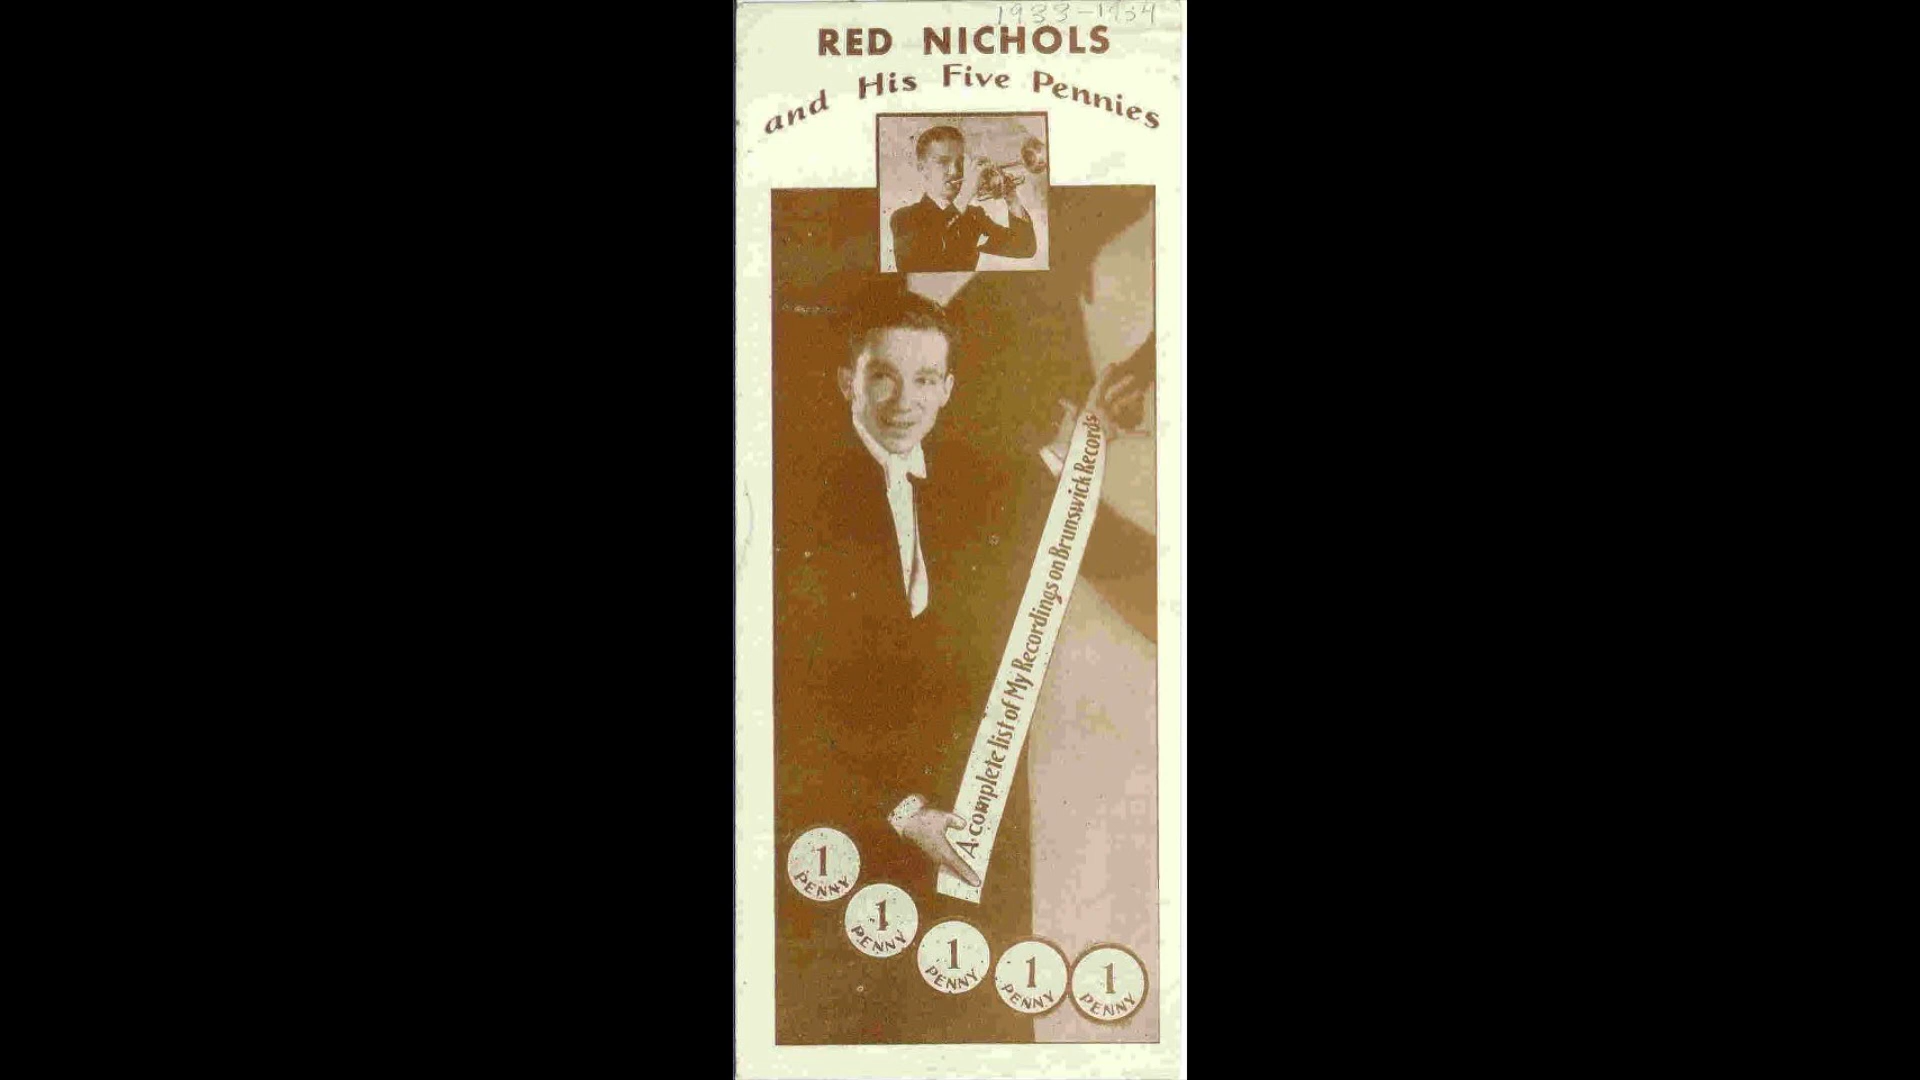 1933-1934
RED NICHOLS
and His Five Pennies
A complete list of My Recordings on Brunswick Records
1
PENNY
1
PENNY
1
PENNY
1
PENNY
1
PENNY